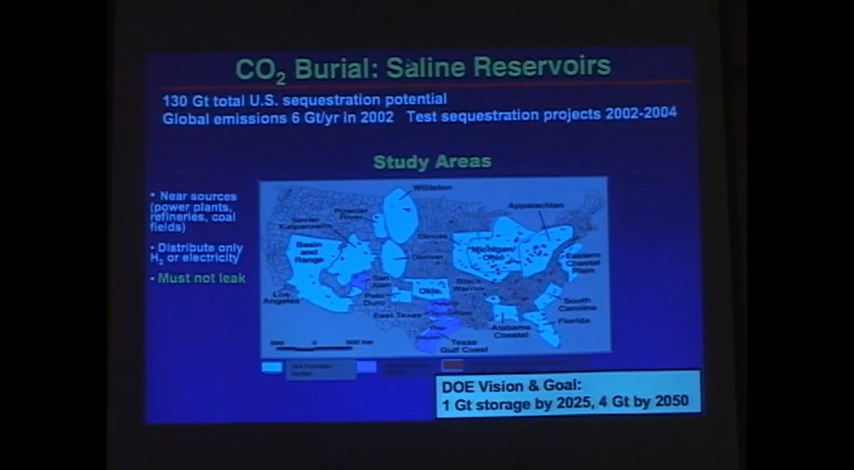 CO2 Burial: Saline Reservoirs
130 Gt total U.S. sequestration potential
Global emissions 6 Gt/yr in 2002 Test sequestration projects 2002-2004
Study Areas
• Near sources
(power plants,
refineries, coal
fields)
• Distribute only
H2 or electricity
• Must not leak
Williston
Powder
River
Appalachian
Illinois
Michigan/
Ohio
Basin
and
Range
Denver
Eastern
Coastal
Plain
San
Juan
Black
Warrior
Los
Angeles
Palo
Duro
Okla.
East Texas
South
Carolina
Florida
Alabama
Coastal
Texas
Gulf Coast
0
500 km
DOE Vision & Goal:
1 Gt storage by 2025, 4 Gt by 2050